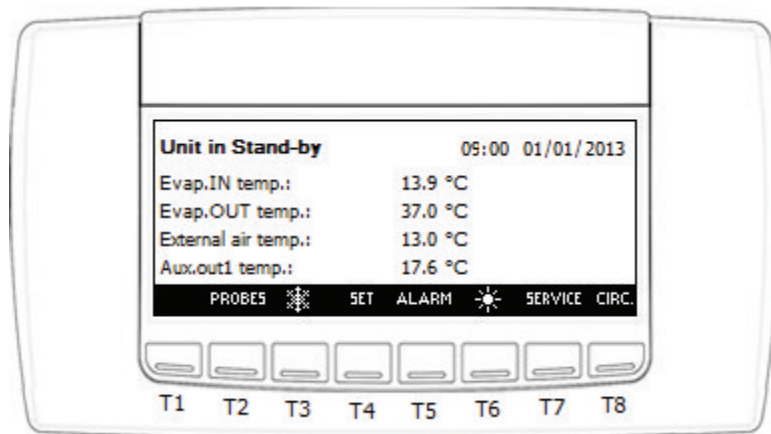 Unit in Stand-by 09:00 01/01/2013
Evap.IN temp.: 13.9 °C
Evap.OUT temp.: 37.0 °C
External air temp.: 13.0 °C
Aux.out1 temp.: 17.6 °C
PROBES SET ALARM SERVICE CIRC.
T1 T2 T3 T4 T5 T6 T7 T8